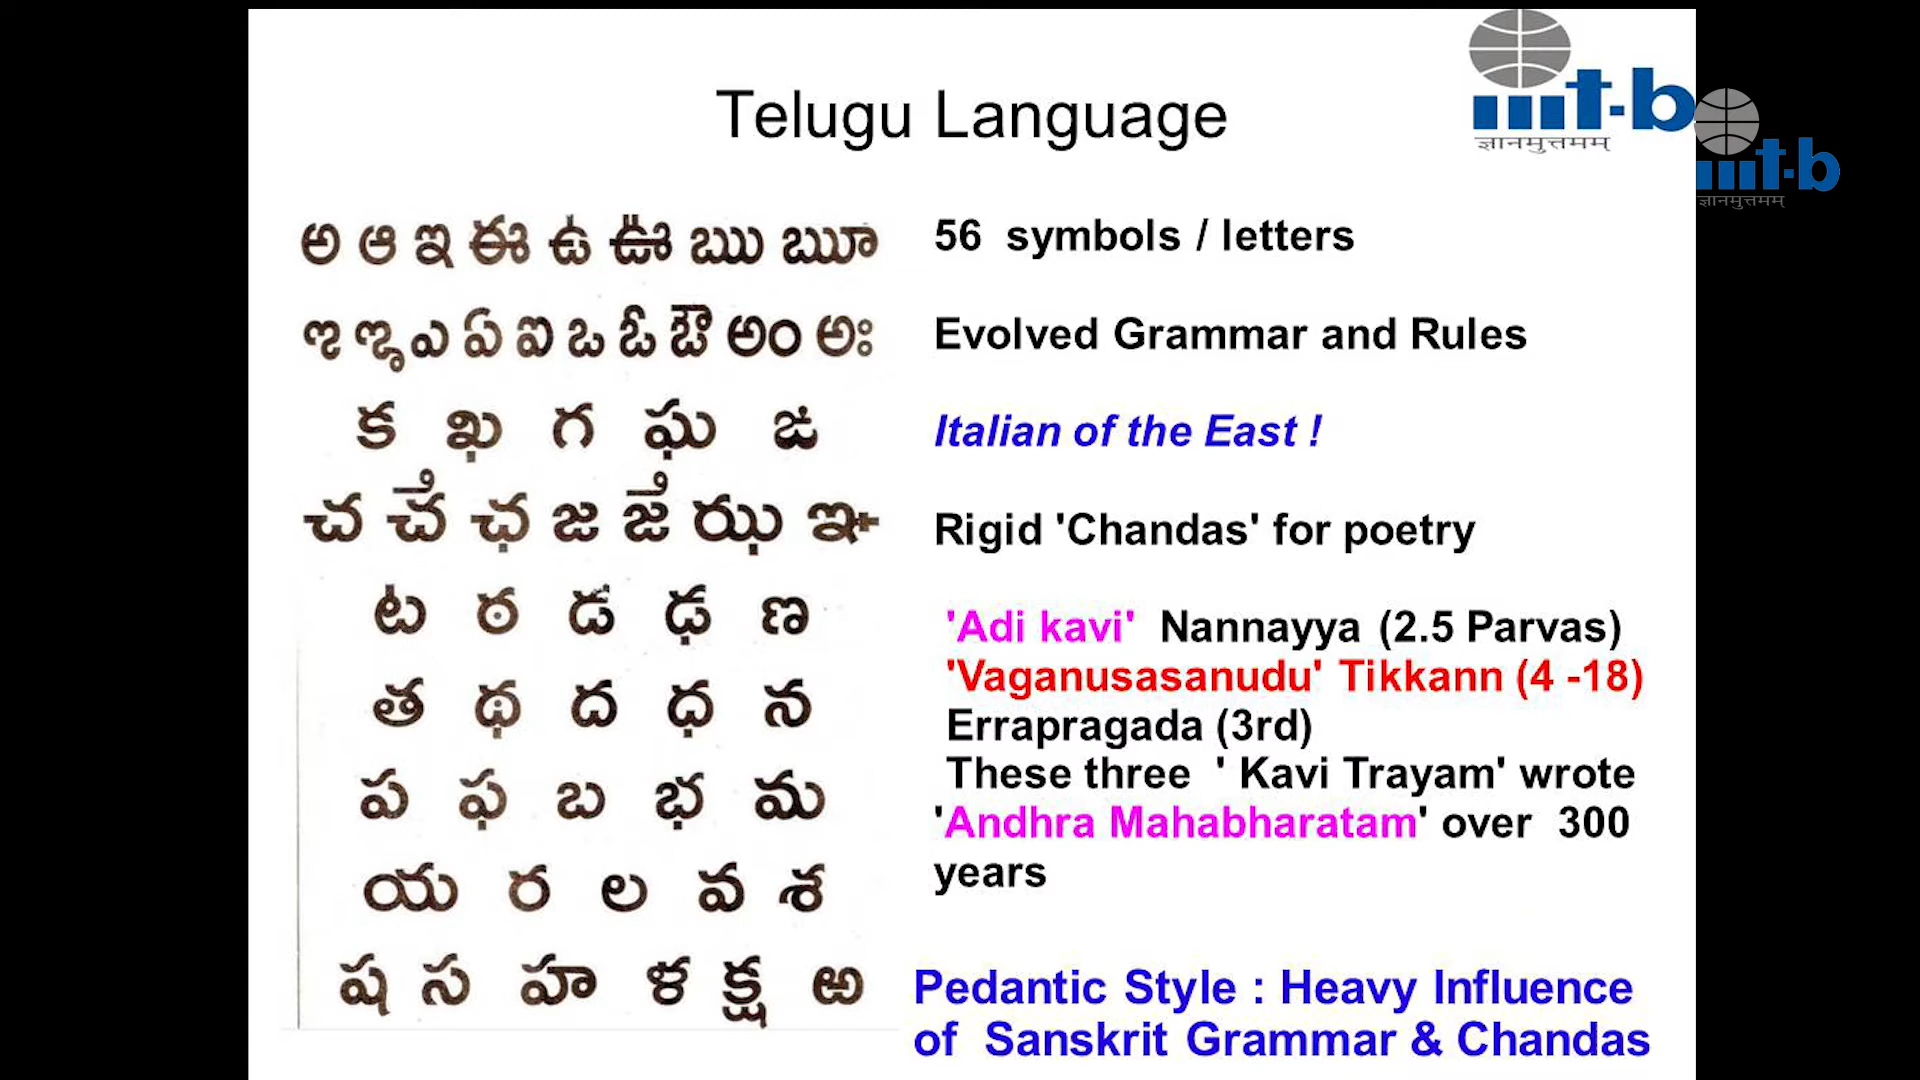 Telugu Language
iiit-b
ज्ञानमुत्तमम्
iiit-b
ज्ञानमुत्तमम्
అ ఆ ఇ ఈ ఉ ఊ ఋ ౠ
ఌ ౡ ఎ ఏ ఐ ఒ ఓ ఔ అం అః
క ఖ గ ఘ ఙ
చ ౘ ఛ జ ౙ ఝ ఞ
ట ఠ డ ఢ ణ
త థ ద ధ న
ప ఫ బ భ మ
య ర ల వ శ
ష స హ ళ క్ష ఱ
56 symbols / letters
Evolved Grammar and Rules
Italian of the East !
Rigid 'Chandas' for poetry
'Adi kavi' Nannayya (2.5 Parvas)
'Vaganusasanudu' Tikkann (4 -18)
Errapragada (3rd)
These three ' Kavi Trayam' wrote
'Andhra Mahabharatam' over 300
years
Pedantic Style : Heavy Influence
of Sanskrit Grammar & Chandas